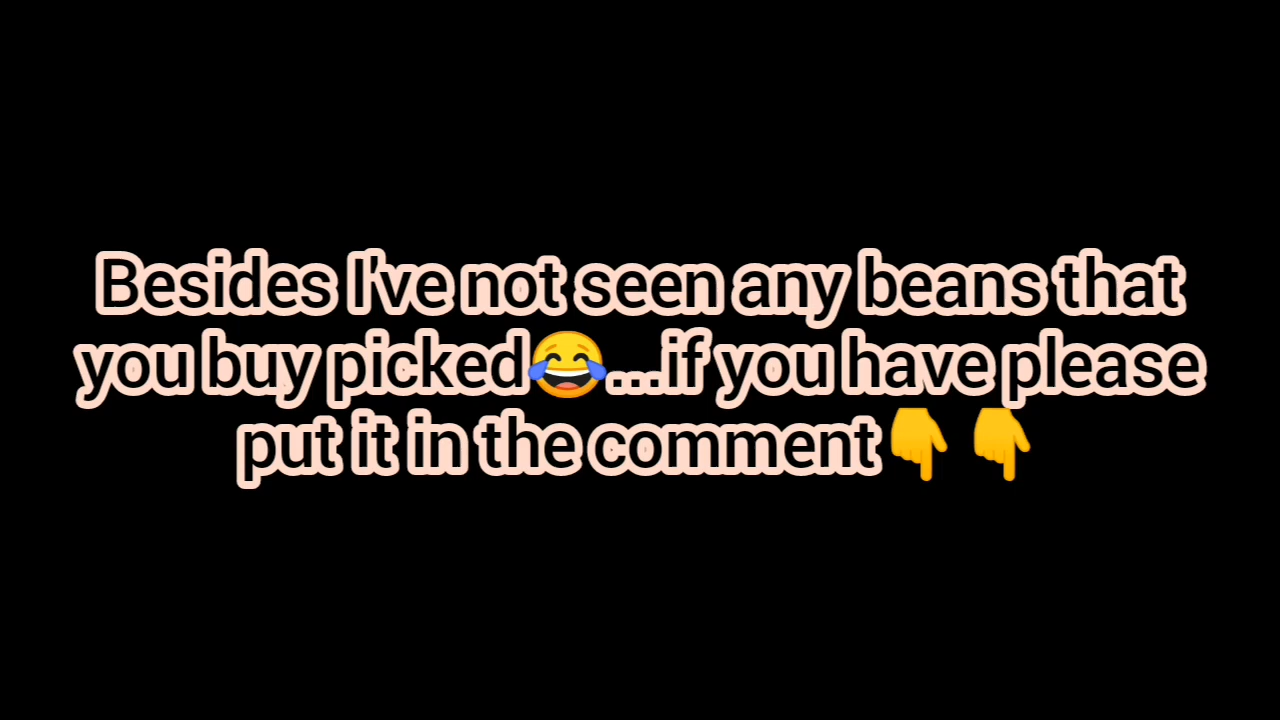 Besides I've not seen any beans that
you buy picked😂...if you have please
put it in the comment👇👇